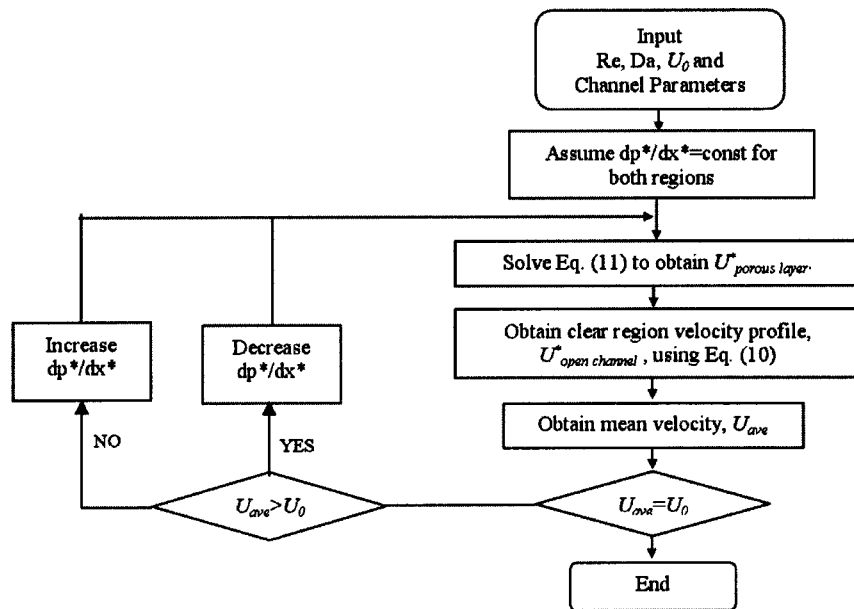 Input
Re, Da, U0 and
Channel Parameters
Assume dp*/dx*=const for
both regions
Solve Eq. (11) to obtain U*porous layer.
Obtain clear region velocity profile,
U*open channel , using Eq. (10)
Obtain mean velocity, Uave
Uave=U0
End
Uave>U0
YES
Decrease
dp*/dx*
NO
Increase
dp*/dx*